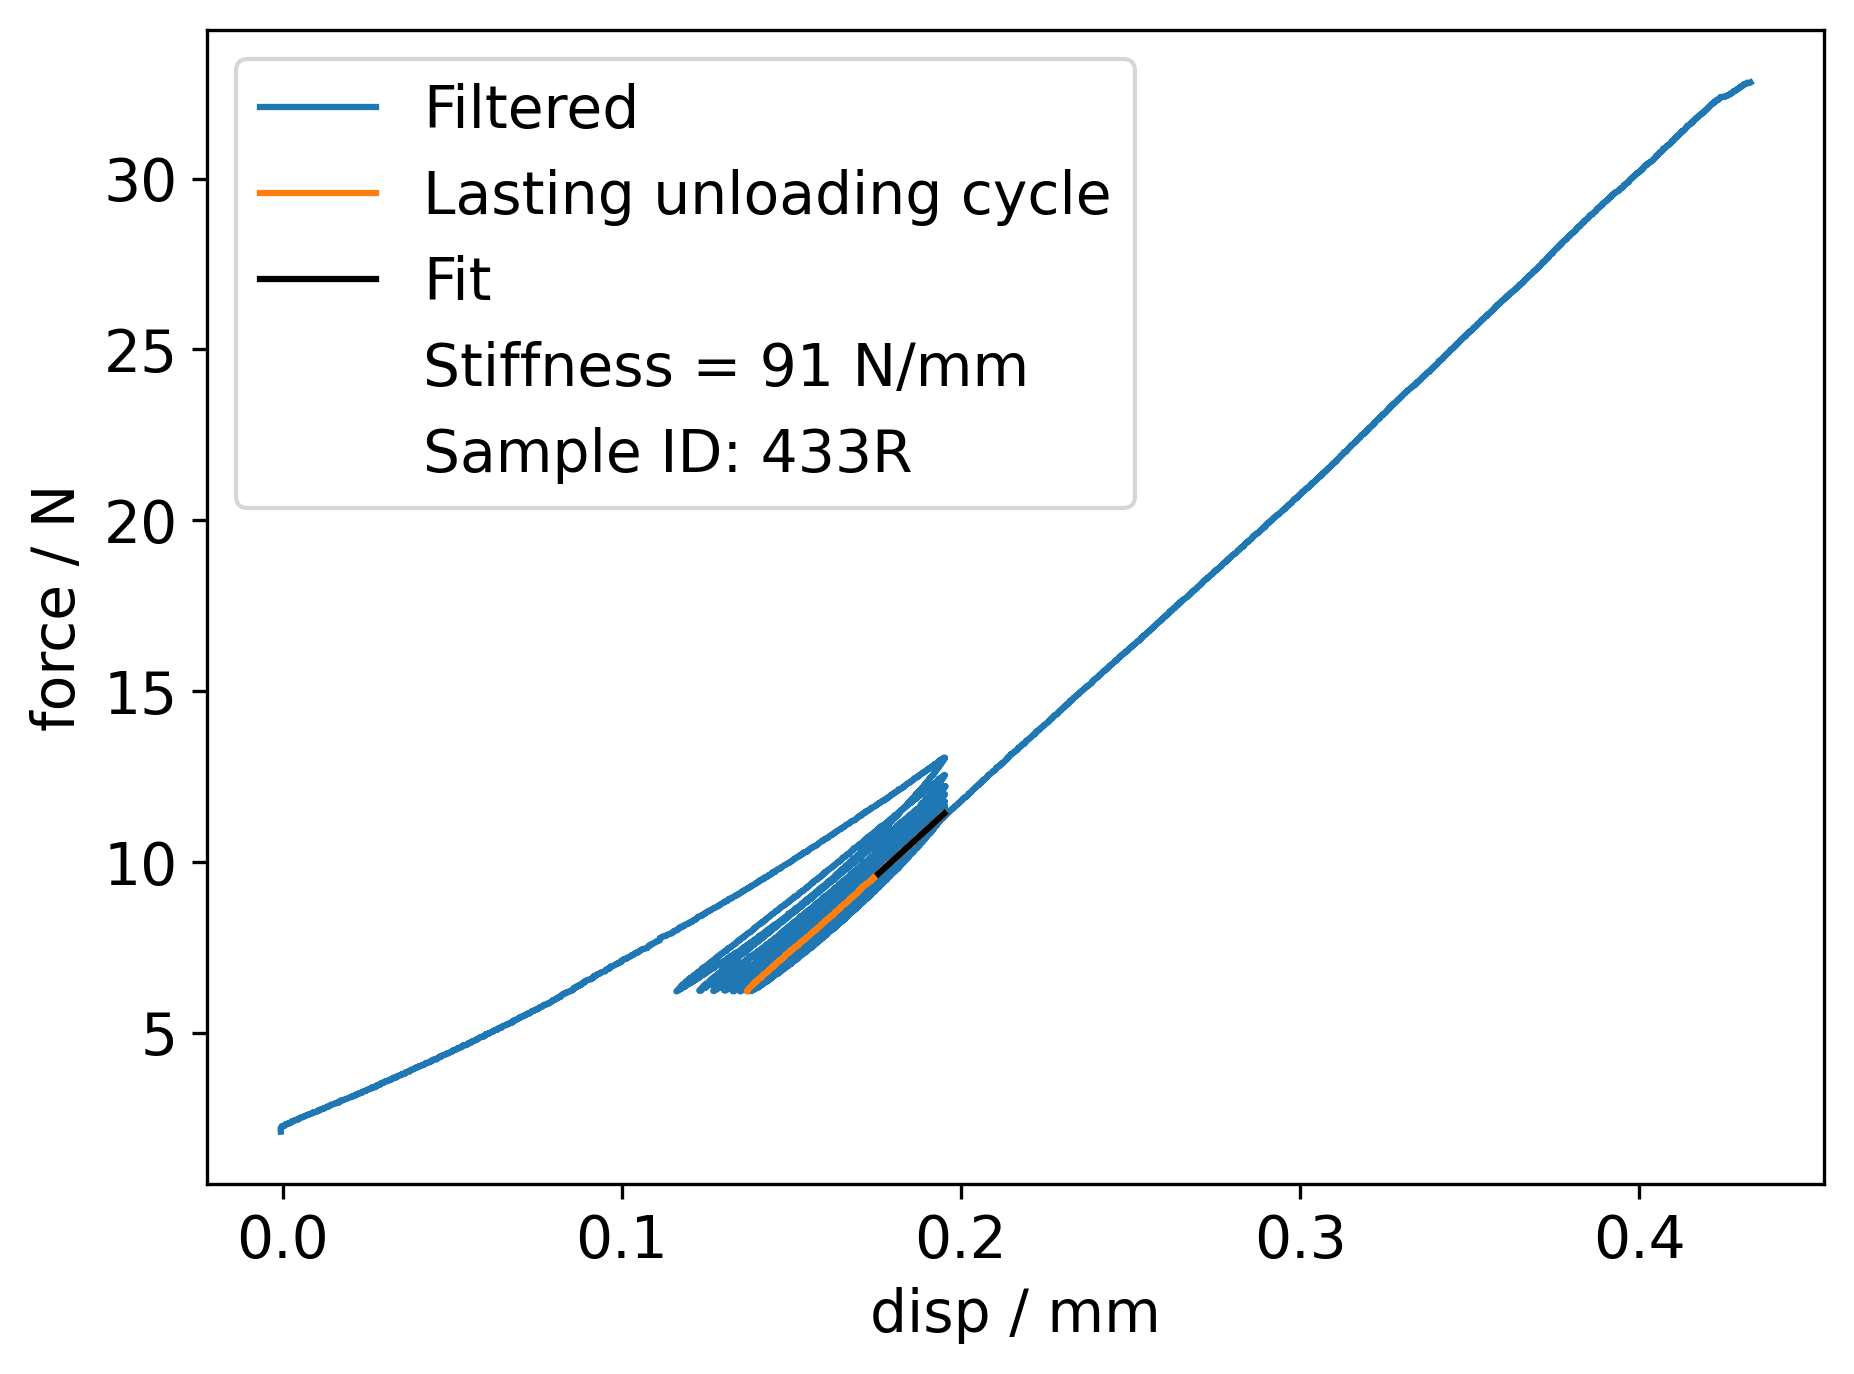 Filtered
Lasting unloading cycle
Fit
Stiffness = 91 N/mm
Sample ID: 433R
force / N
30
25
20
15
10
5
0.0 0.1 0.2 0.3 0.4
disp / mm